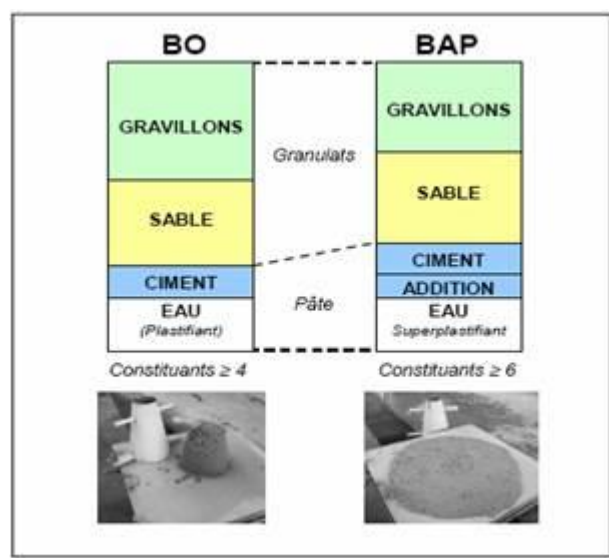 BO
BAP
GRAVILLONS
GRAVILLONS
Granulats
SABLE
SABLE
CIMENT
CIMENT
ADDITION
Pâte
EAU
(Plastifiant)
EAU
Superplastifiant
Constituants ≥ 4
Constituants ≥ 6